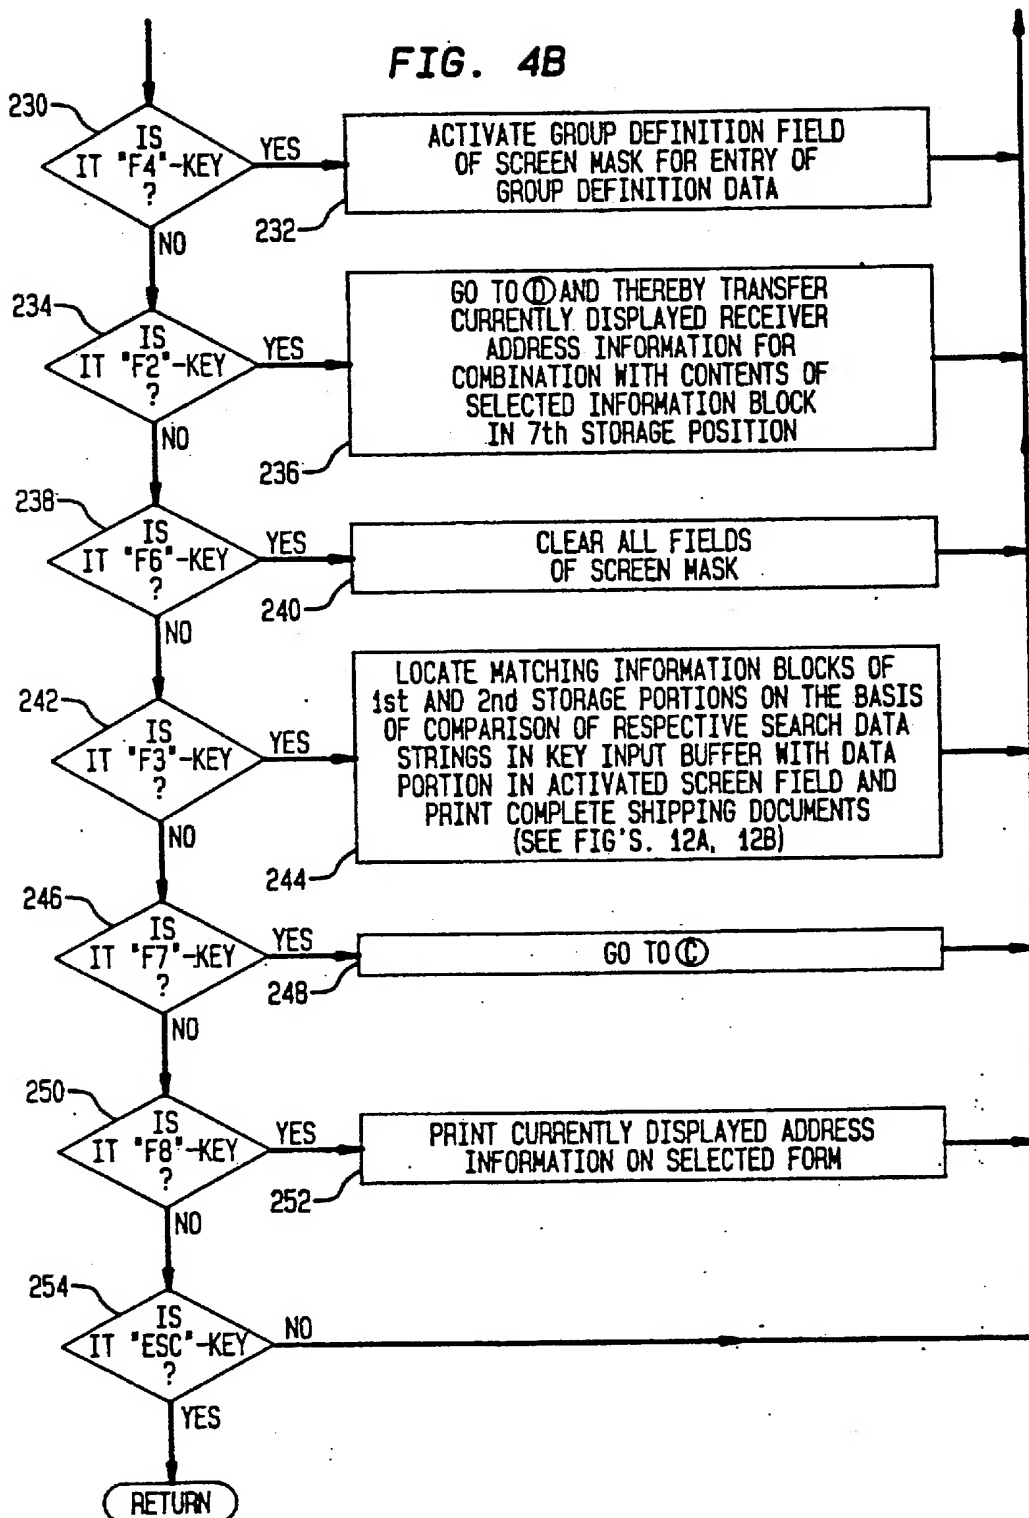 FIG. 4B
230
IS
IT "F4"-KEY
?
YES
NO
ACTIVATE GROUP DEFINITION FIELD
OF SCREEN MASK FOR ENTRY OF
GROUP DEFINITION DATA
232
234
IS
IT "F2"-KEY
?
YES
NO
GO TO Ⓓ AND THEREBY TRANSFER
CURRENTLY DISPLAYED RECEIVER
ADDRESS INFORMATION FOR
COMBINATION WITH CONTENTS OF
SELECTED INFORMATION BLOCK
IN 7th STORAGE POSITION
236
238
IS
IT "F6"-KEY
?
YES
NO
CLEAR ALL FIELDS
OF SCREEN MASK
240
242
IS
IT "F3"-KEY
?
YES
NO
LOCATE MATCHING INFORMATION BLOCKS OF
1st AND 2nd STORAGE PORTIONS ON THE BASIS
OF COMPARISON OF RESPECTIVE SEARCH DATA
STRINGS IN KEY INPUT BUFFER WITH DATA
PORTION IN ACTIVATED SCREEN FIELD AND
PRINT COMPLETE SHIPPING DOCUMENTS
(SEE FIG'S. 12A, 12B)
244
246
IS
IT "F7"-KEY
?
YES
NO
GO TO Ⓒ
248
250
IS
IT "F8"-KEY
?
YES
NO
PRINT CURRENTLY DISPLAYED ADDRESS
INFORMATION ON SELECTED FORM
252
254
IS
IT "ESC"-KEY
?
NO
YES
RETURN